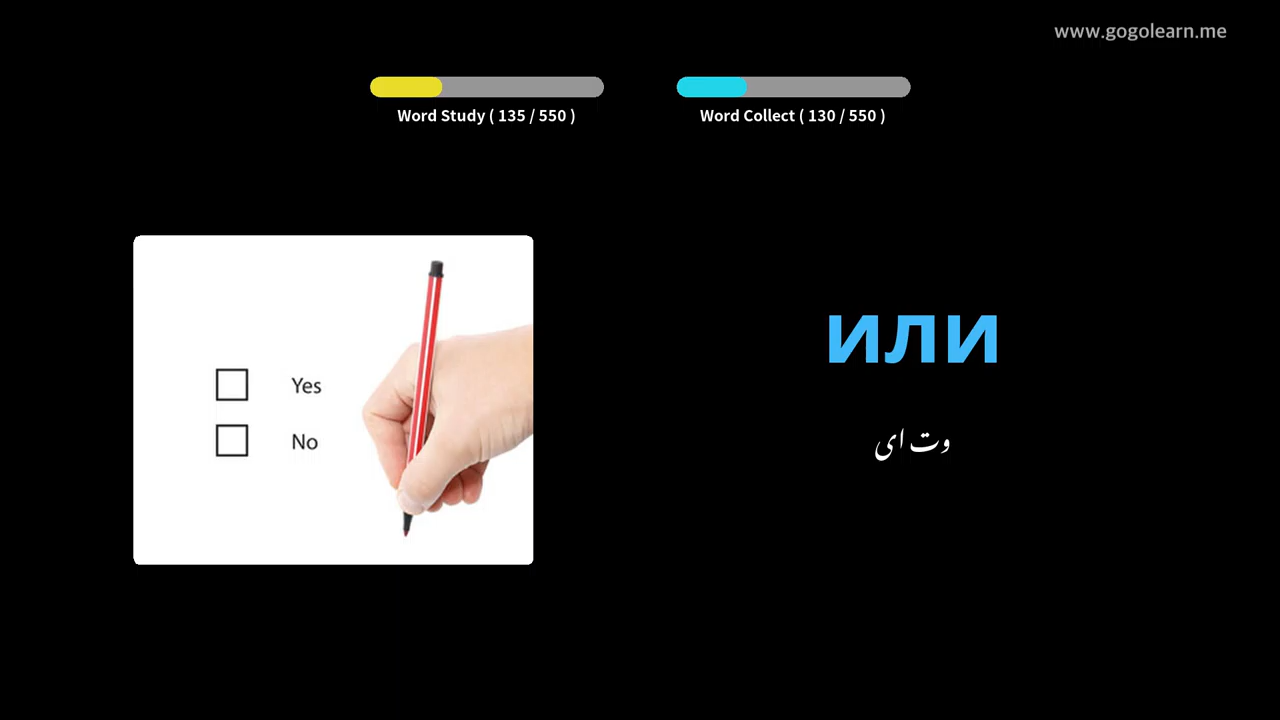 www.gogolearn.me
Word Study ( 135 / 550 )
Word Collect ( 130 / 550 )
Yes
No
или
وت ای